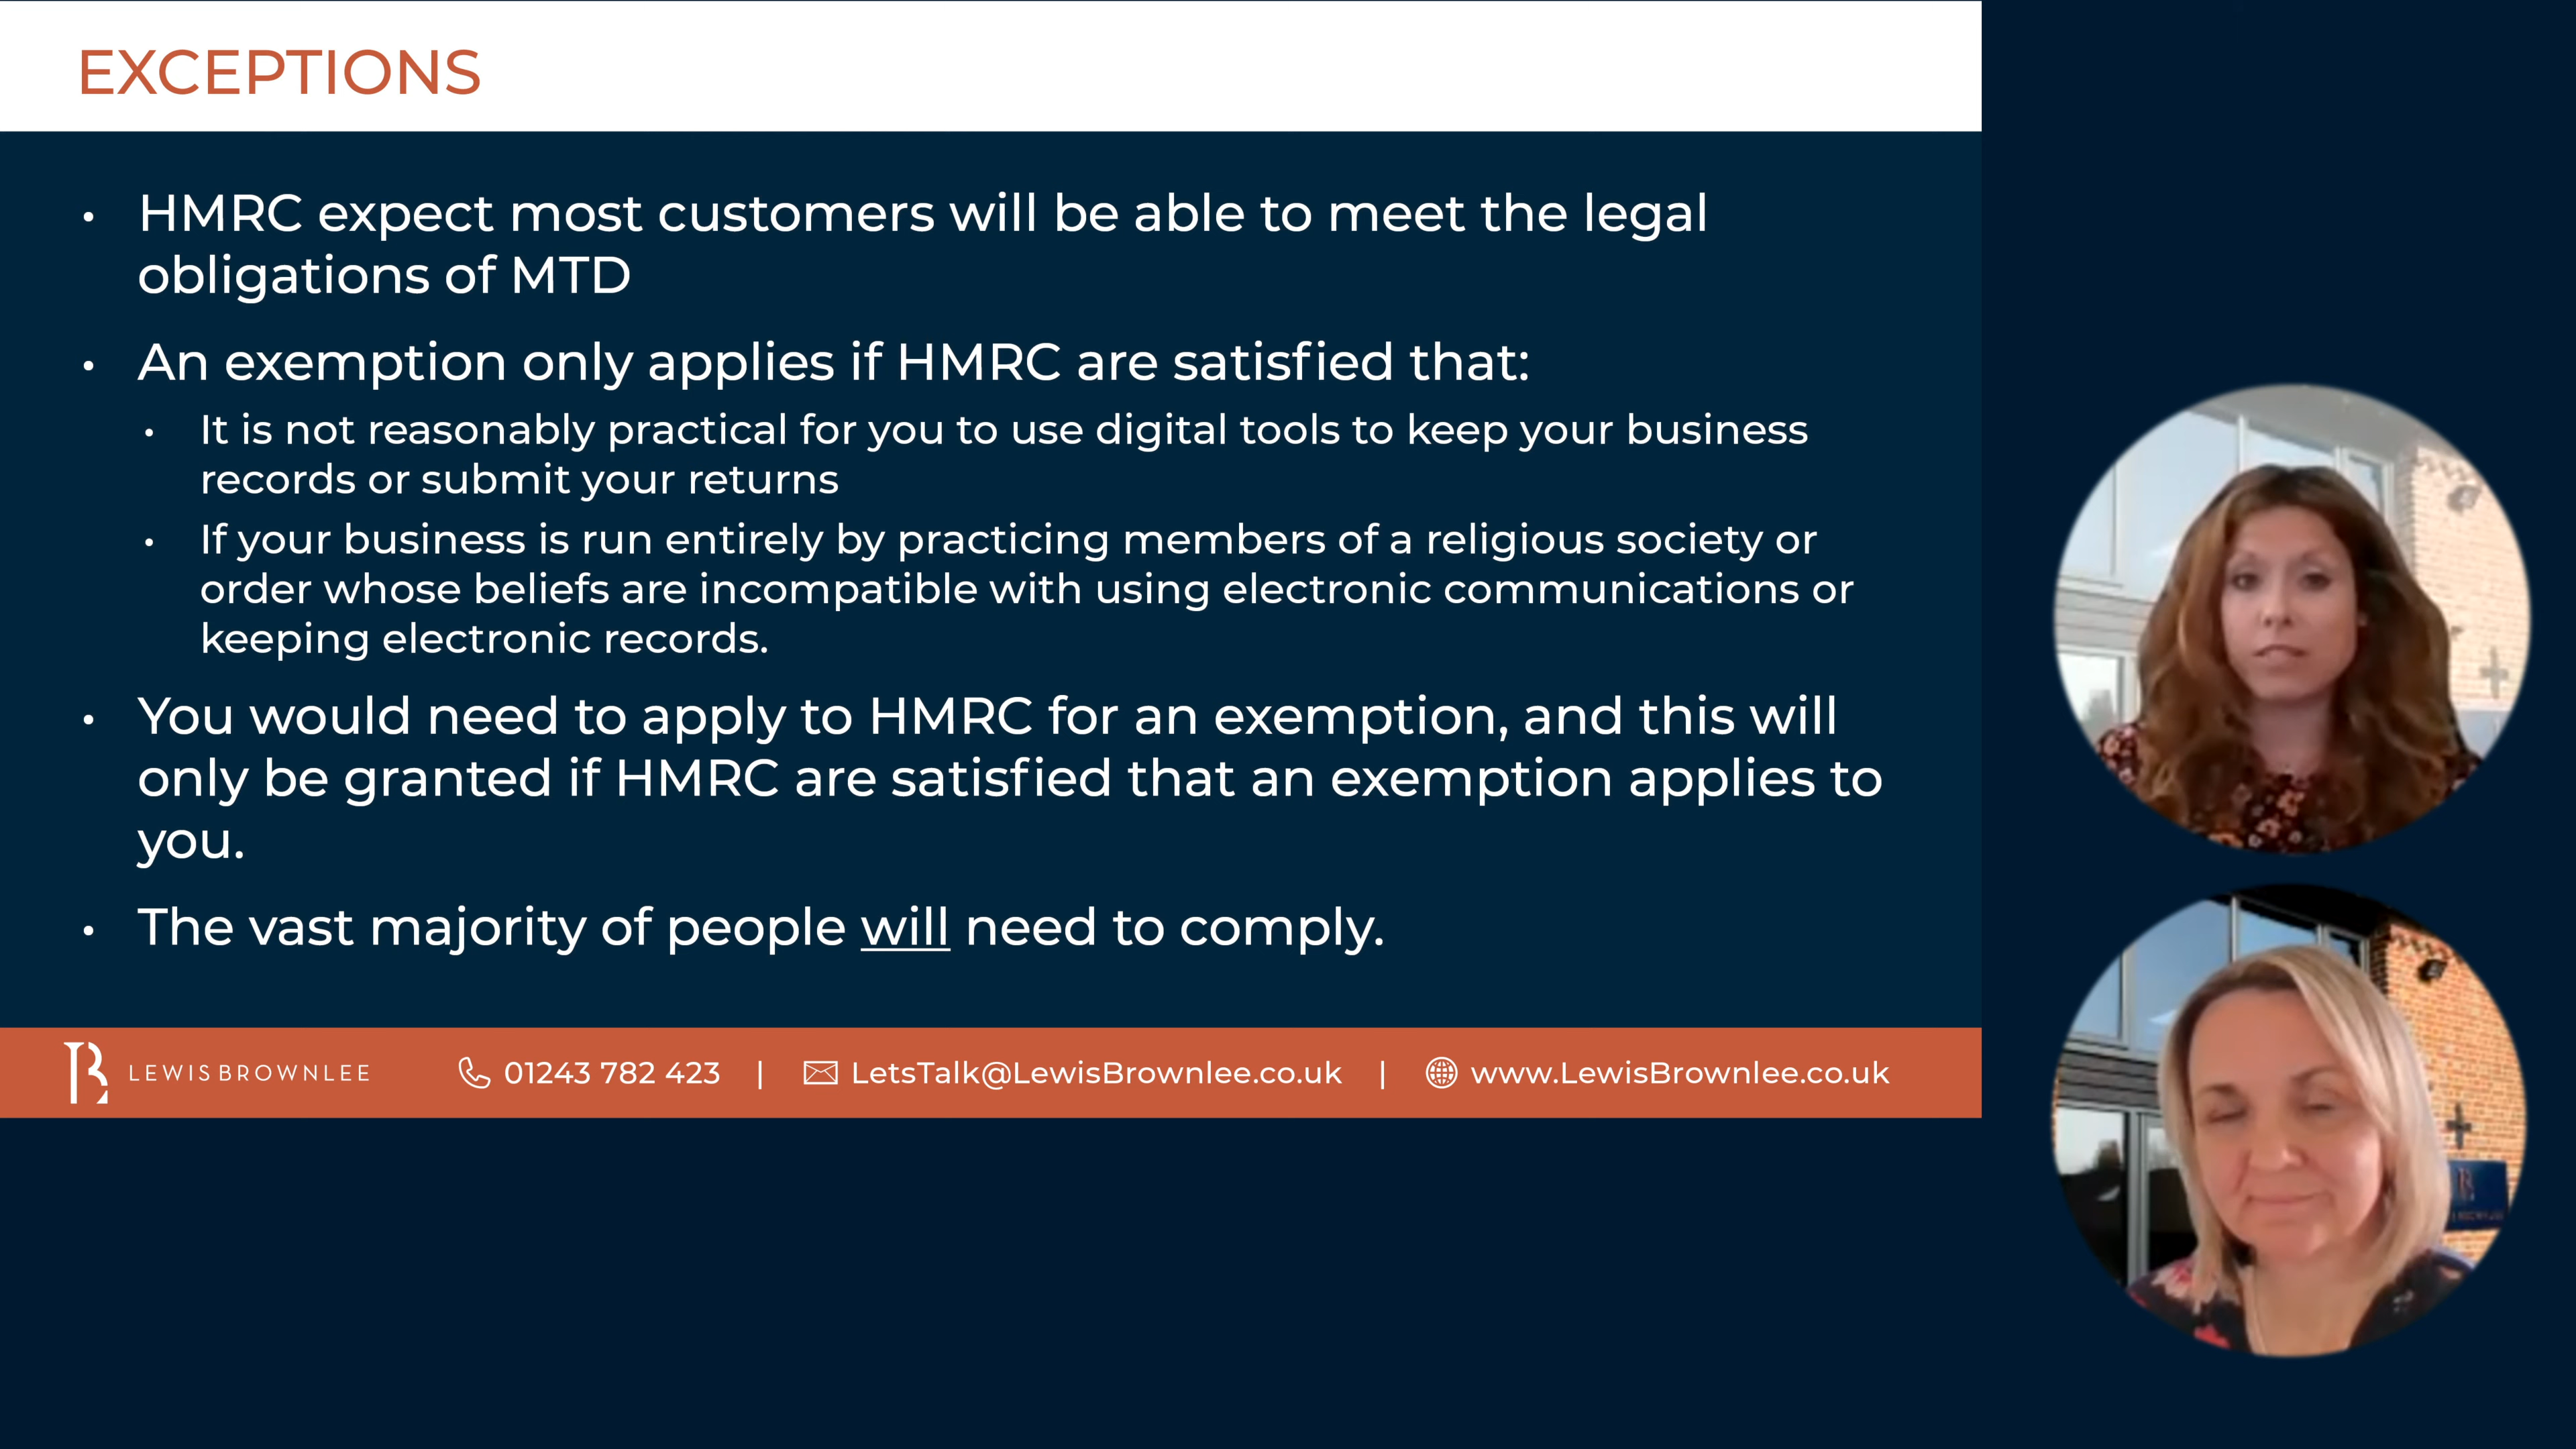 EXCEPTIONS
• HMRC expect most customers will be able to meet the legal
obligations of MTD
• An exemption only applies if HMRC are satisfied that:
• It is not reasonably practical for you to use digital tools to keep your business
records or submit your returns
• If your business is run entirely by practicing members of a religious society or
order whose beliefs are incompatible with using electronic communications or
keeping electronic records.
• You would need to apply to HMRC for an exemption, and this will
only be granted if HMRC are satisfied that an exemption applies to
you.
• The vast majority of people will need to comply.
LEWIS BROWNLEE 01243 782 423 | LetsTalk@LewisBrownlee.co.uk | www.LewisBrownlee.co.uk